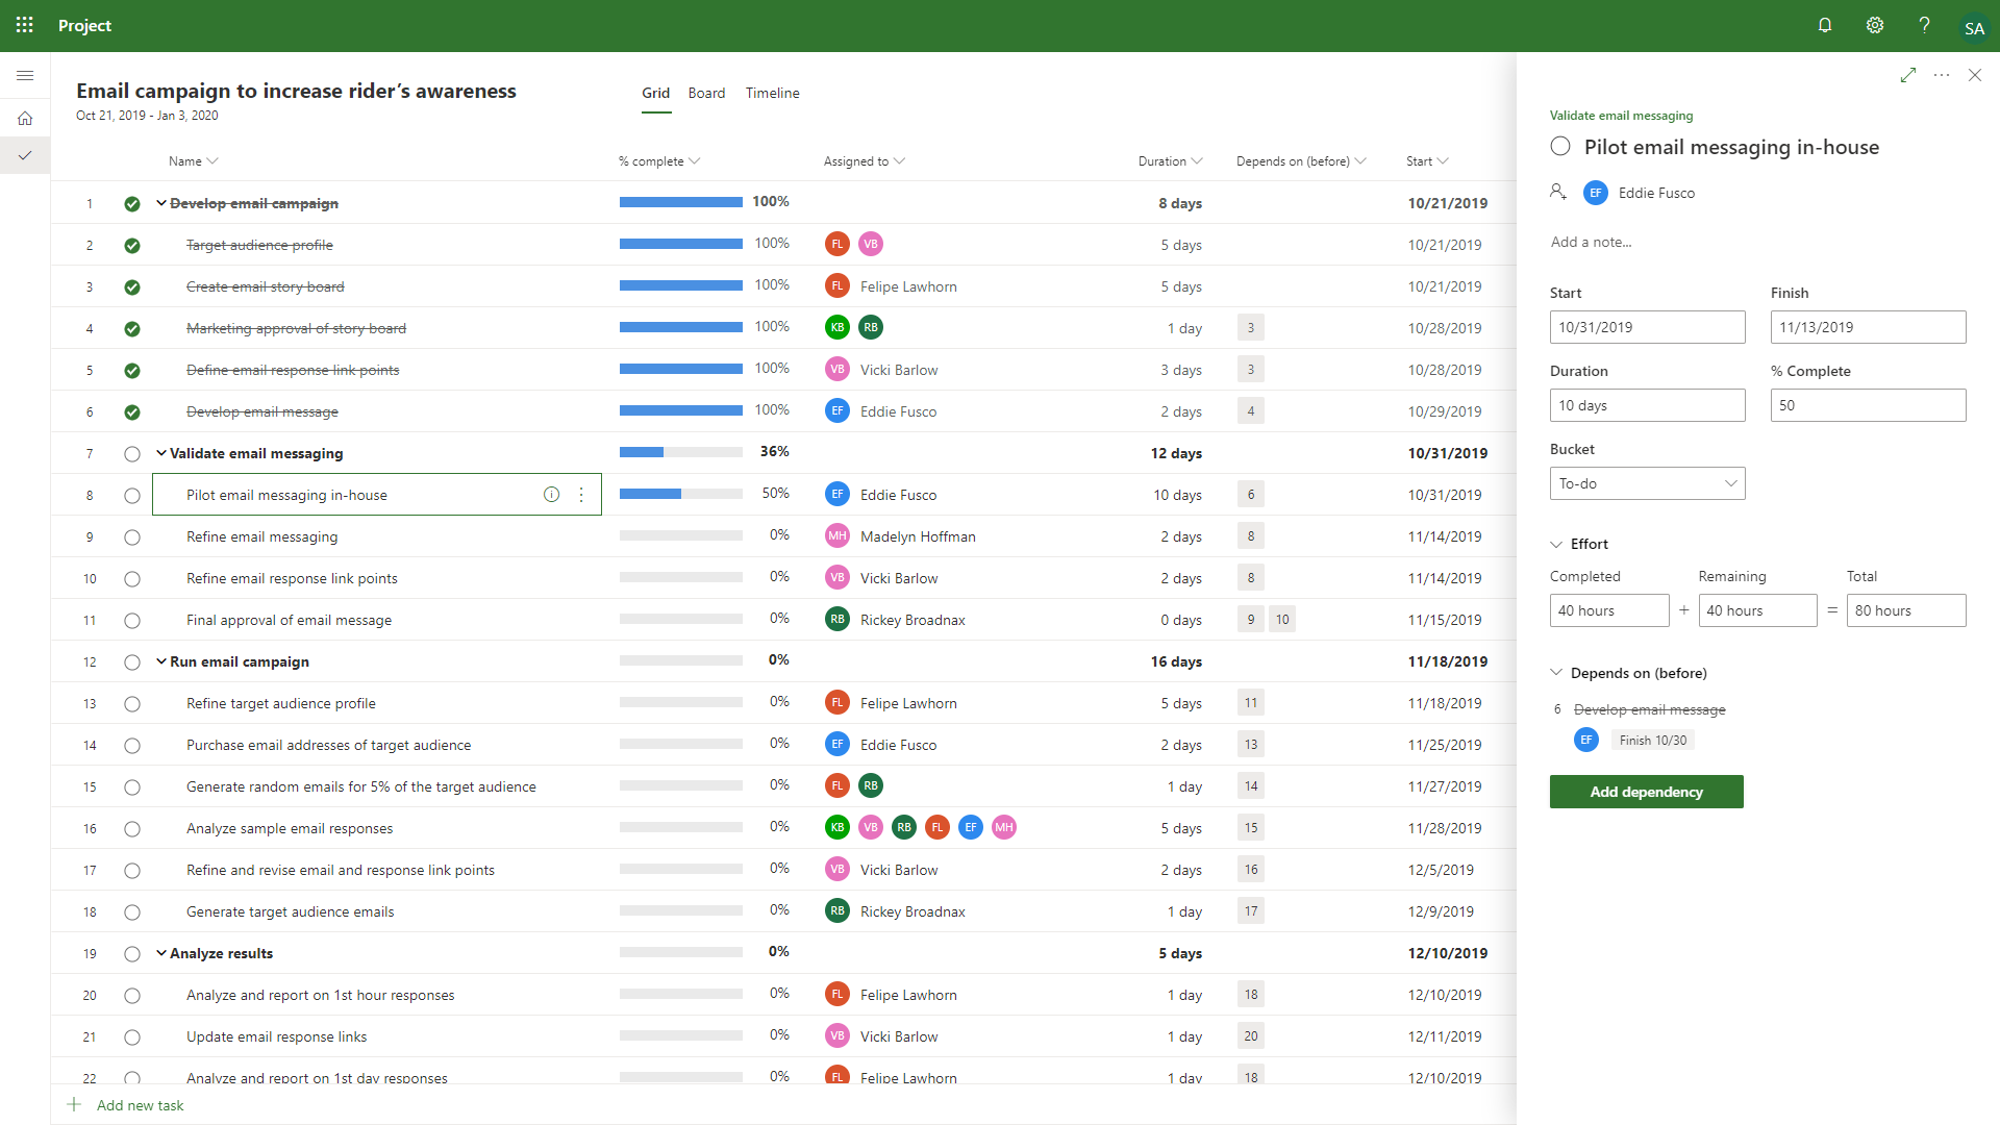 Project
SA
Email campaign to increase rider's awareness
Oct 21, 2019 - Jan 3, 2020
Grid Board Timeline
Name % complete Assigned to Duration Depends on (before) Start
1 Develop email campaign 100% 8 days 10/21/2019
2 Target audience profile 100% FL VB 5 days 10/21/2019
3 Create email story board 100% FL Felipe Lawhorn 5 days 10/21/2019
4 Marketing approval of story board 100% KB RB 1 day 3 10/28/2019
5 Define email response link points 100% VB Vicki Barlow 3 days 3 10/28/2019
6 Develop email message 100% EF Eddie Fusco 2 days 4 10/29/2019
7 Validate email messaging 36% 12 days 10/31/2019
8 Pilot email messaging in-house 50% EF Eddie Fusco 10 days 6 10/31/2019
9 Refine email messaging 0% MH Madelyn Hoffman 2 days 8 11/14/2019
10 Refine email response link points 0% VB Vicki Barlow 2 days 8 11/14/2019
11 Final approval of email message 0% RB Rickey Broadnax 0 days 9 10 11/15/2019
12 Run email campaign 0% 16 days 11/18/2019
13 Refine target audience profile 0% FL Felipe Lawhorn 5 days 11 11/18/2019
14 Purchase email addresses of target audience 0% EF Eddie Fusco 2 days 13 11/25/2019
15 Generate random emails for 5% of the target audience 0% FL RB 1 day 14 11/27/2019
16 Analyze sample email responses 0% KB VB RB FL EF MH 5 days 15 11/28/2019
17 Refine and revise email and response link points 0% VB Vicki Barlow 2 days 16 12/5/2019
18 Generate target audience emails 0% RB Rickey Broadnax 1 day 17 12/9/2019
19 Analyze results 0% 5 days 12/10/2019
20 Analyze and report on 1st hour responses 0% FL Felipe Lawhorn 1 day 18 12/10/2019
21 Update email response links 0% VB Vicki Barlow 1 day 20 12/11/2019
22 Analyze and report on 1st day responses 0% FL Felipe Lawhorn 1 day 18 12/10/2019
Add new task
Validate email messaging
Pilot email messaging in-house
EF Eddie Fusco
Add a note...
Start Finish
10/31/2019 11/13/2019
Duration % Complete
10 days 50
Bucket
To-do
Effort
Completed Remaining Total
40 hours + 40 hours = 80 hours
Depends on (before)
6 Develop email message
EF Finish 10/30
Add dependency